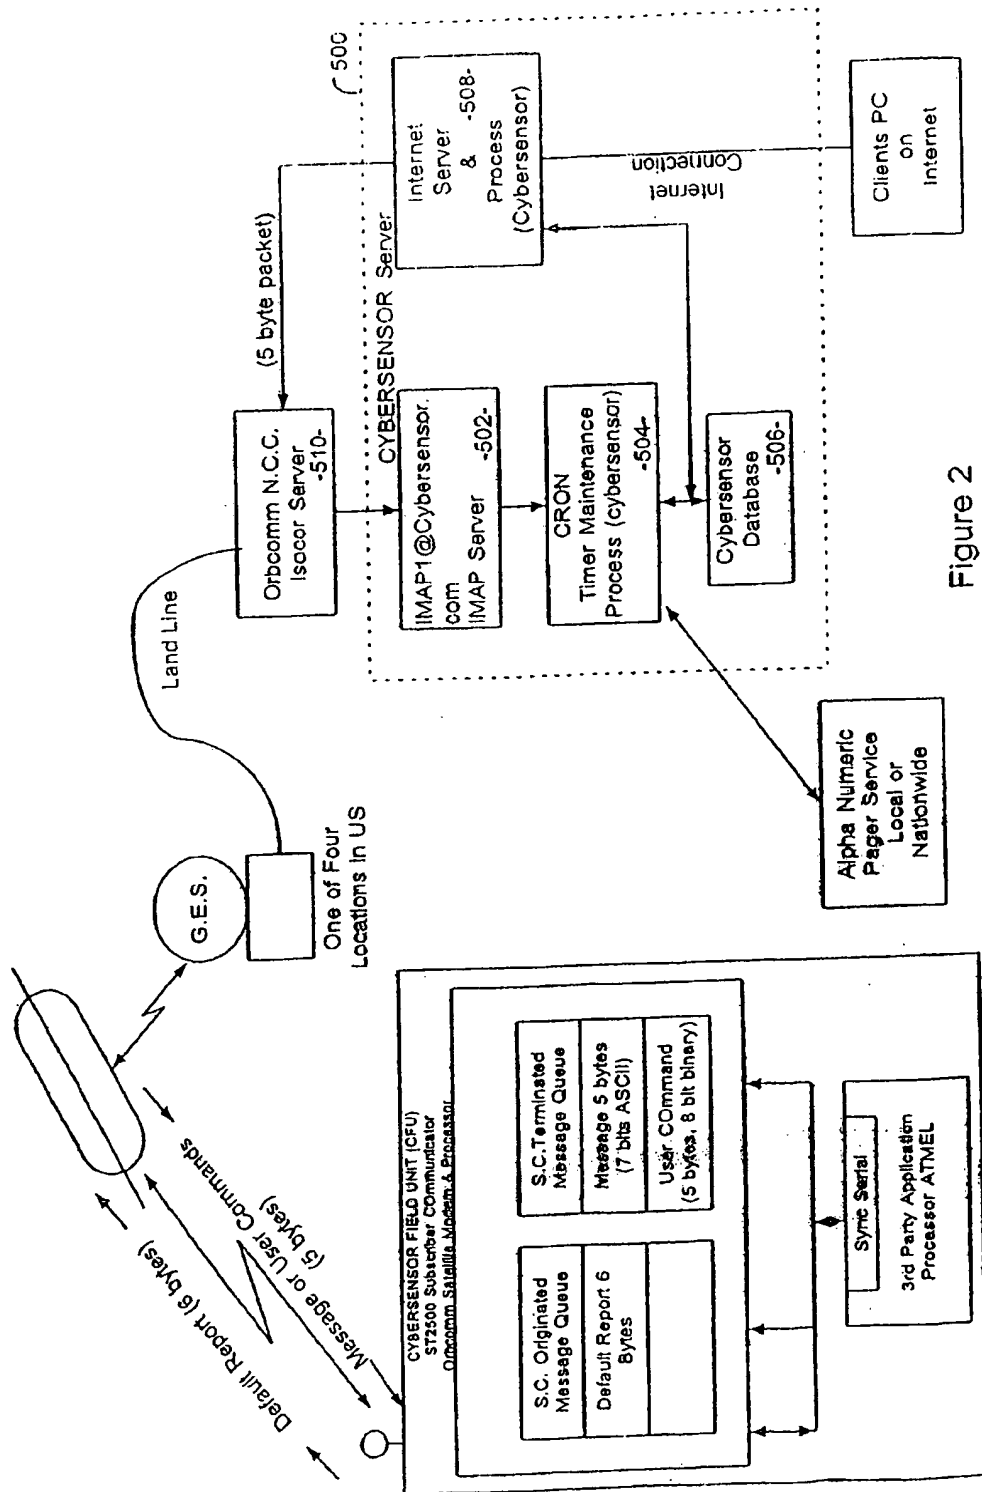 Default Report (6 bytes)
Message or User Commands
(5 bytes)
G.E.S.
One of Four
Locations in US
Land Line
Orbcomm N.C.C.
Isocor Server
-510-
(5 byte packet)
500
CYBERSENSOR Server
IMAP1@Cybersensor.
com
IMAP Server -502-
Internet
Server
& -508-
Process
(Cybersensor)
CRON
Timer Maintenance
Process (cybersensor)
-504-
Cybersensor
Database
-506-
Internet
Connection
Clients PC
on
Internet
Alpha Numeric
Pager Service
Local or
Nationwide
CYBERSENSOR FIELD UNIT (CFU)
ST2500 Subscriber COmmunicator
Orbcomm Satellite Modem & Processor
S.C. Originated
Message Queue
Default Report 6
Bytes
S.C.Terminated
Message Queue
Message 5 bytes
(7 bits ASCII)
User COmmand
(5 bytes, 8 bit binary)
Sync Serial
3rd Party Application
Processor ATMEL
Figure 2